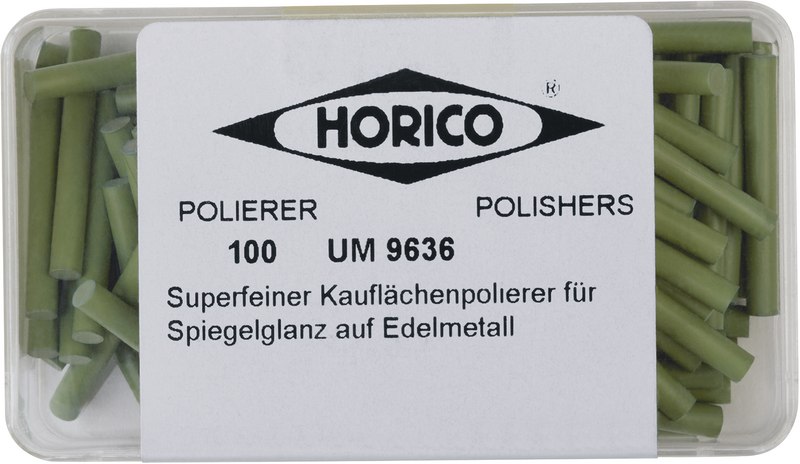 HORICO ®
POLIERER POLISHERS
100 UM 9636
Superfeiner Kauflächenpolierer für
Spiegelglanz auf Edelmetall